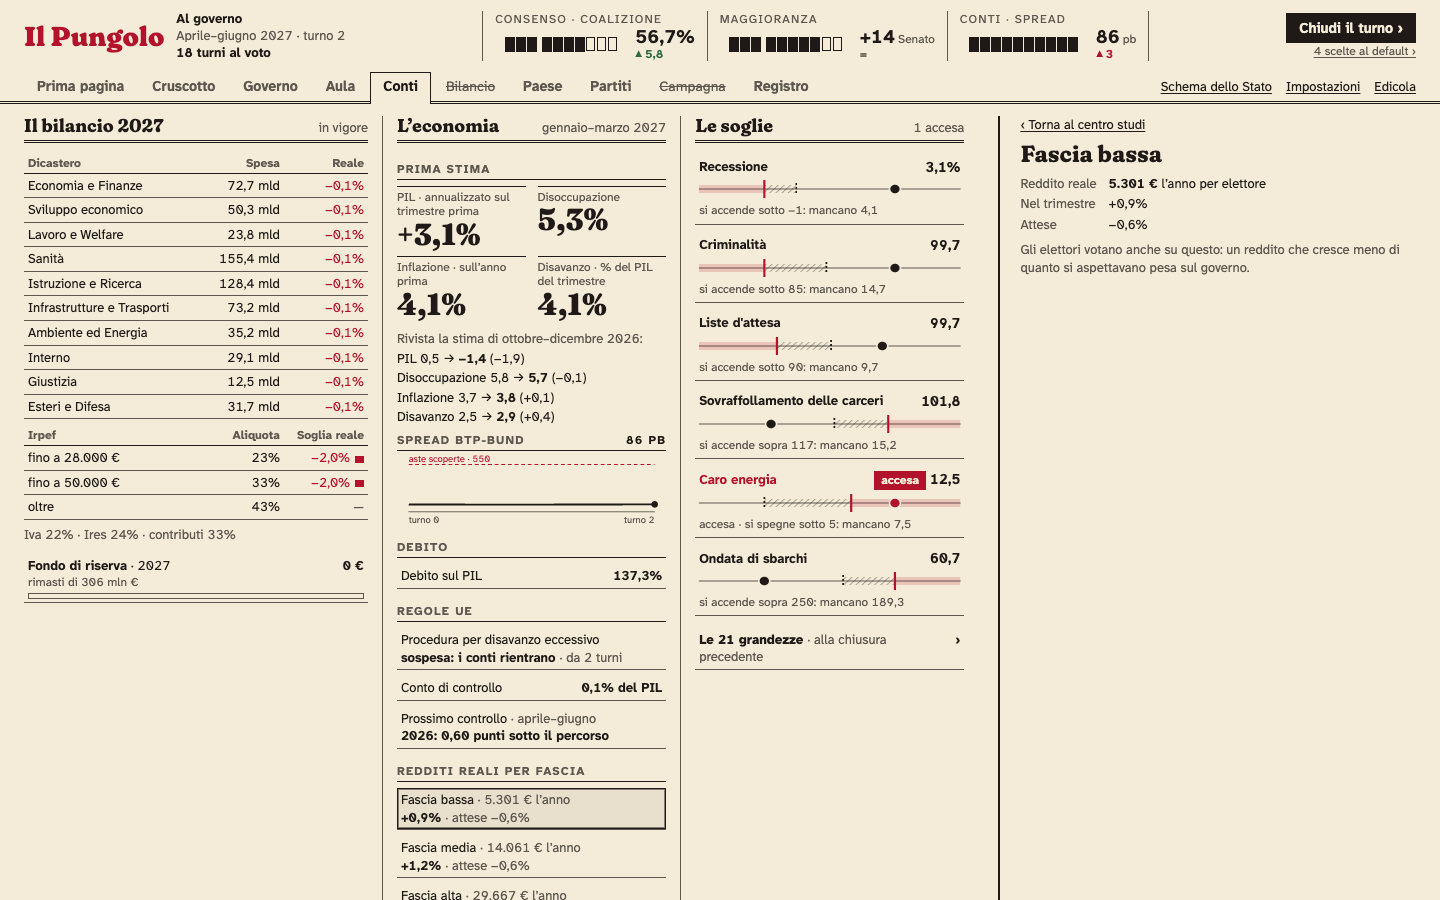 Il Pungolo
Al governo
Aprile–giugno 2027 · turno 2
18 turni al voto
CONSENSO · COALIZIONE
56,7%
▲5,8
MAGGIORANZA
+14 Senato
=
CONTI · SPREAD
86 pb
▲3
Chiudi il turno ›
4 scelte al default ›
Prima pagina
Cruscotto
Governo
Aula
Conti
Bilancio
Paese
Partiti
Campagna
Registro
Schema dello Stato
Impostazioni
Edicola
Il bilancio 2027
in vigore
Dicastero Spesa Reale
Economia e Finanze 72,7 mld −0,1%
Sviluppo economico 50,3 mld −0,1%
Lavoro e Welfare 23,8 mld −0,1%
Sanità 155,4 mld −0,1%
Istruzione e Ricerca 128,4 mld −0,1%
Infrastrutture e Trasporti 73,2 mld −0,1%
Ambiente ed Energia 35,2 mld −0,1%
Interno 29,1 mld −0,1%
Giustizia 12,5 mld −0,1%
Esteri e Difesa 31,7 mld −0,1%
Irpef Aliquota Soglia reale
fino a 28.000 € 23% −2,0%
fino a 50.000 € 33% −2,0%
oltre 43% —
Iva 22% · Ires 24% · contributi 33%
Fondo di riserva · 2027 0 €
rimasti di 306 mln €
L’economia
gennaio–marzo 2027
PRIMA STIMA
PIL · annualizzato sul
trimestre prima
+3,1%
Disoccupazione
5,3%
Inflazione · sull’anno
prima
4,1%
Disavanzo · % del PIL
del trimestre
4,1%
Rivista la stima di ottobre–dicembre 2026:
PIL 0,5 → −1,4 (−1,9)
Disoccupazione 5,8 → 5,7 (−0,1)
Inflazione 3,7 → 3,8 (+0,1)
Disavanzo 2,5 → 2,9 (+0,4)
SPREAD BTP-BUND 86 PB
aste scoperte · 550
turno 0 turno 2
DEBITO
Debito sul PIL 137,3%
REGOLE UE
Procedura per disavanzo eccessivo
sospesa: i conti rientrano · da 2 turni
Conto di controllo 0,1% del PIL
Prossimo controllo · aprile–giugno
2026: 0,60 punti sotto il percorso
REDDITI REALI PER FASCIA
Fascia bassa · 5.301 € l’anno
+0,9% · attese −0,6%
Fascia media · 14.061 € l’anno
+1,2% · attese −0,6%
Fascia alta · 29.667 € l’anno
Le soglie
1 accesa
Recessione 3,1%
si accende sotto −1: mancano 4,1
Criminalità 99,7
si accende sotto 85: mancano 14,7
Liste d'attesa 99,7
si accende sotto 90: mancano 9,7
Sovraffollamento delle carceri 101,8
si accende sopra 117: mancano 15,2
Caro energia accesa 12,5
accesa · si spegne sotto 5: mancano 7,5
Ondata di sbarchi 60,7
si accende sopra 250: mancano 189,3
Le 21 grandezze · alla chiusura ›
precedente
‹ Torna al centro studi
Fascia bassa
Reddito reale 5.301 € l’anno per elettore
Nel trimestre +0,9%
Attese −0,6%
Gli elettori votano anche su questo: un reddito che cresce meno di
quanto si aspettavano pesa sul governo.